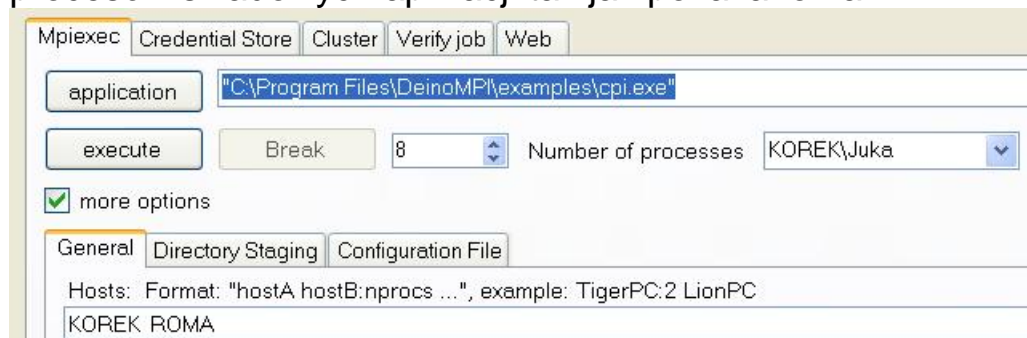 Mpiexec Credential Store Cluster Verify job Web
application "C:\Program Files\DeinoMPI\examples\cpi.exe"
execute Break 8 Number of processes KOREK\Juka
more options
General Directory Staging Configuration File
Hosts: Format: "hostA hostB:nprocs ...", example: TigerPC:2 LionPC
KOREK ROMA